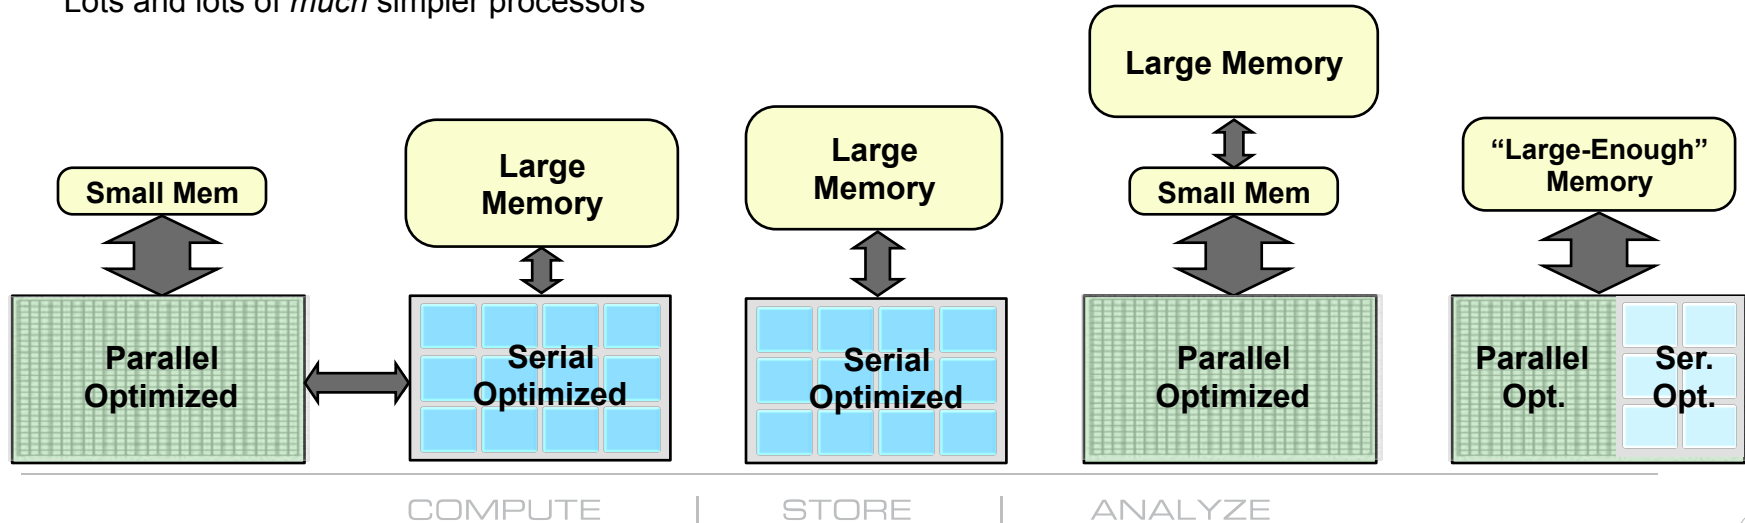 Lots and lots of much simpler processors
Small Mem
Parallel
Optimized
Large
Memory
Serial
Optimized
Large
Memory
Serial
Optimized
Large Memory
Small Mem
Parallel
Optimized
“Large-Enough”
Memory
Parallel
Opt.
Ser.
Opt.
COMPUTE | STORE | ANALYZE